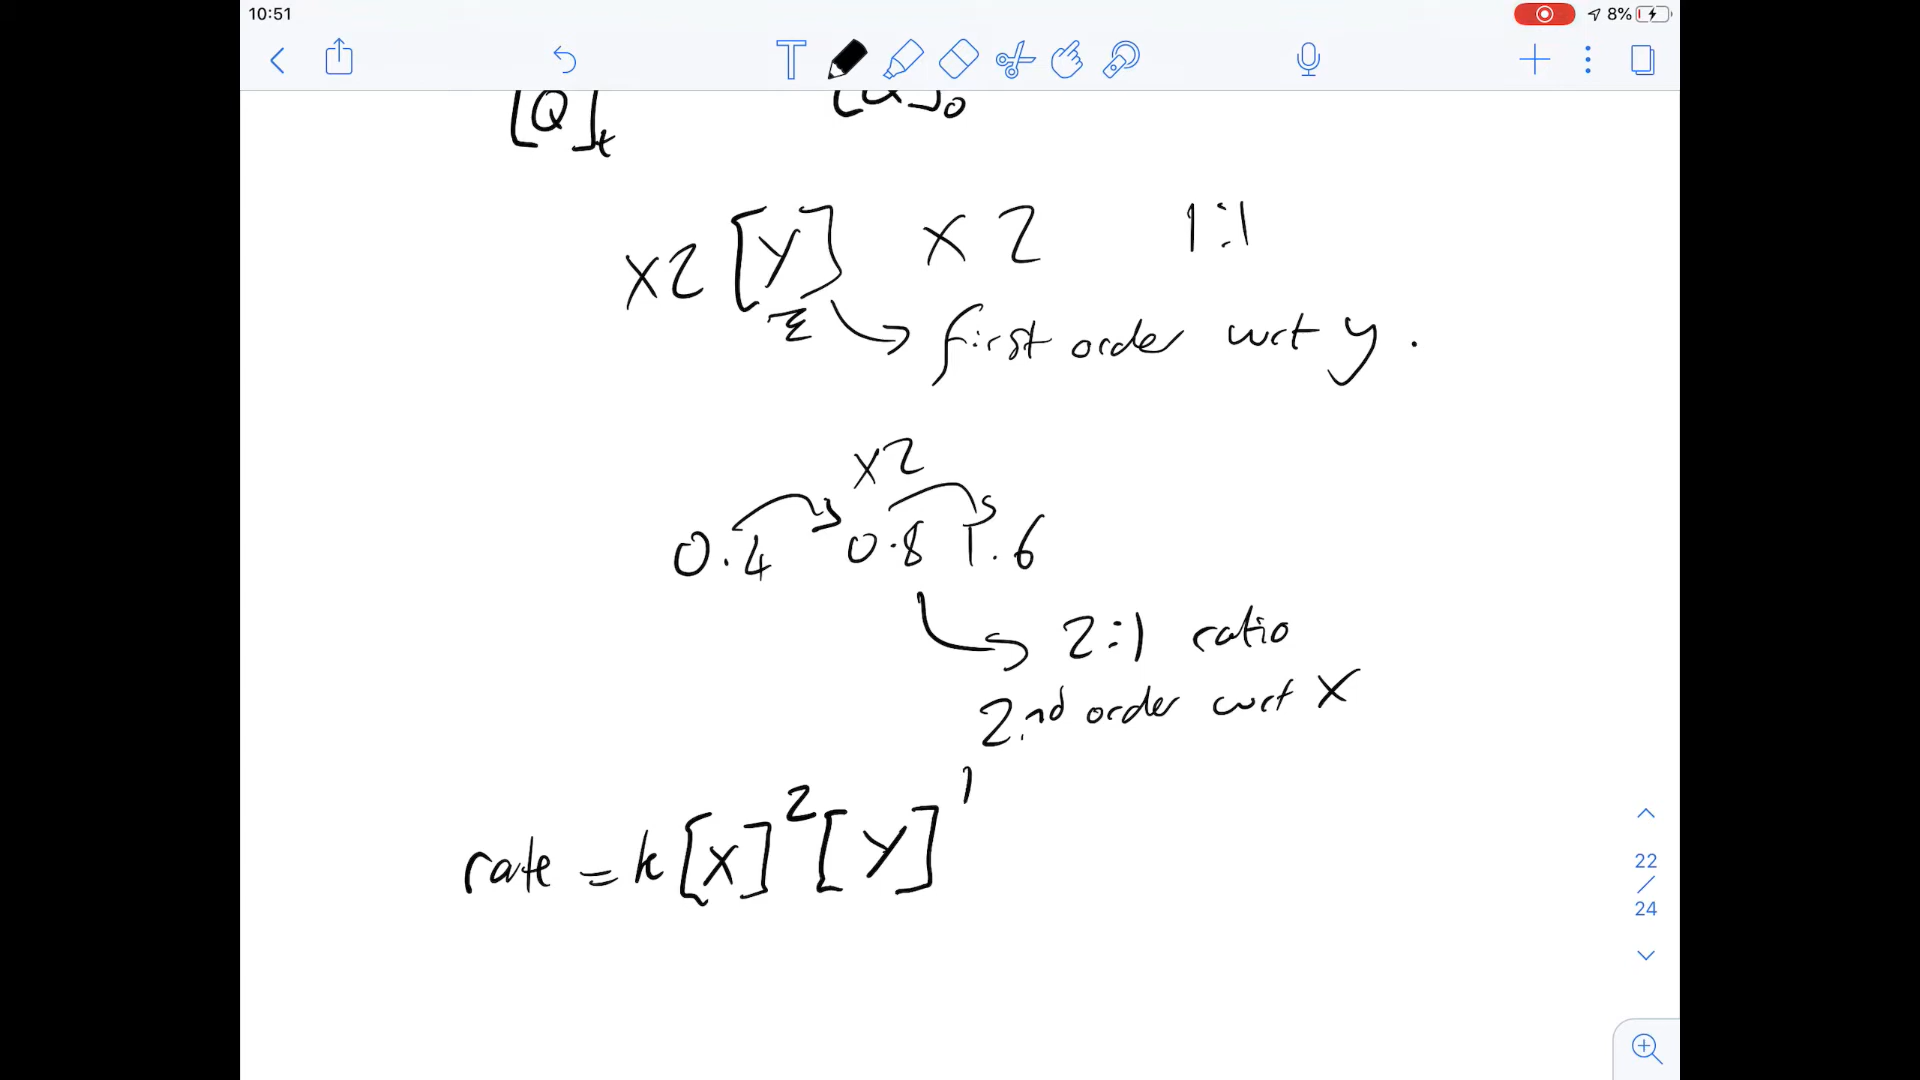 10:51
8%
[Q]t
x2 [Y] x 2 1:1
first order wrt y.
x2
0.4 0.8 1.6
2:1 ratio
2nd order wrt X
rate = k[X]²[Y]¹
22
/
24